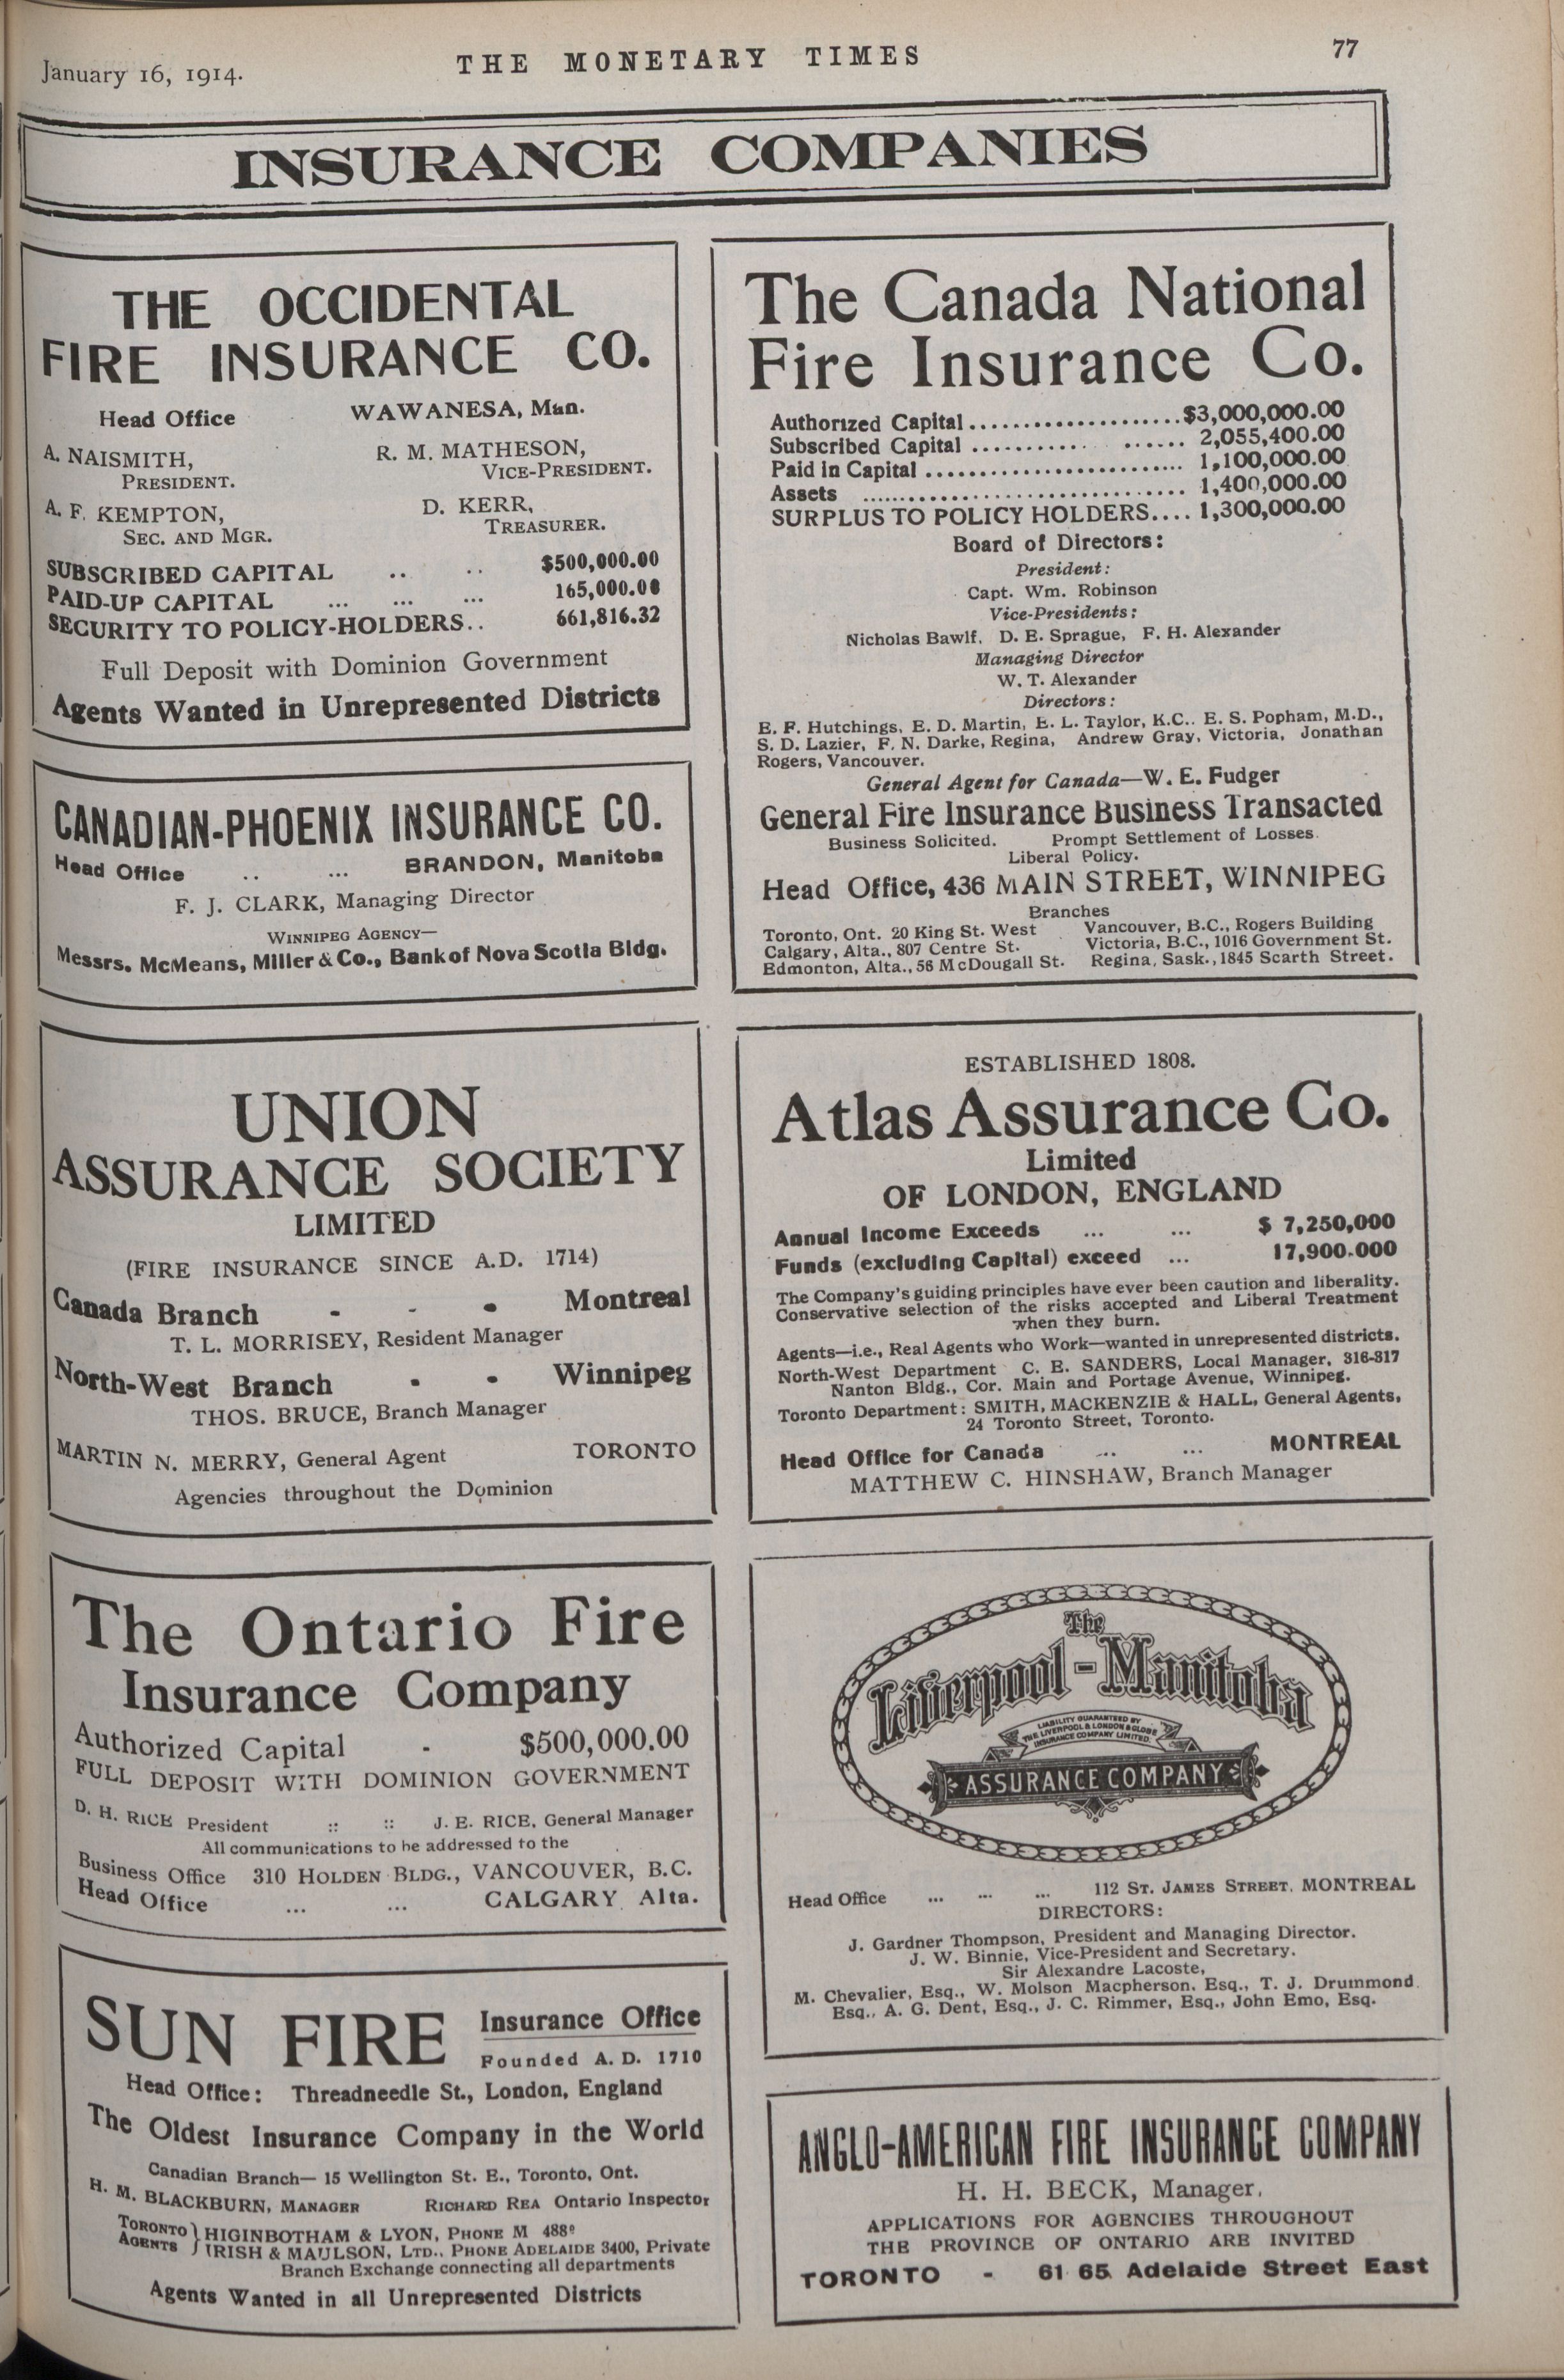 January 16, 1914.
THE MONETARY TIMES
77
INSURANCE COMPANIES
THE OCCIDENTAL
FIRE INSURANCE CO.
Head Office WAWANESA, Man.
A. NAISMITH, R. M. MATHESON,
PRESIDENT. VICE-PRESIDENT.
A. F. KEMPTON, D. KERR,
SEC. AND MGR. TREASURER.
SUBSCRIBED CAPITAL .. .. $500,000.00
PAID-UP CAPITAL ... ... ... 165,000.00
SECURITY TO POLICY-HOLDERS.. 661,816.32
Full Deposit with Dominion Government
Agents Wanted in Unrepresented Districts
CANADIAN-PHOENIX INSURANCE CO.
Head Office .. ... BRANDON, Manitoba
F. J. CLARK, Managing Director
WINNIPEG AGENCY—
Messrs. McMeans, Miller & Co., Bank of Nova Scotia Bldg.
UNION
ASSURANCE SOCIETY
LIMITED
(FIRE INSURANCE SINCE A.D. 1714)
Canada Branch - - - Montreal
T. L. MORRISEY, Resident Manager
North-West Branch - - Winnipeg
THOS. BRUCE, Branch Manager
MARTIN N. MERRY, General Agent TORONTO
Agencies throughout the Dominion
The Ontario Fire
Insurance Company
Authorized Capital - $500,000.00
FULL DEPOSIT WITH DOMINION GOVERNMENT
D. H. RICE President :: :: J. E. RICE, General Manager
All communications to be addressed to the
Business Office 310 HOLDEN BLDG., VANCOUVER, B.C.
Head Office ... ... CALGARY Alta.
SUN FIRE Insurance Office
Founded A. D. 1710
Head Office: Threadneedle St., London, England
The Oldest Insurance Company in the World
Canadian Branch— 15 Wellington St. E., Toronto, Ont.
H. M. BLACKBURN, MANAGER RICHARD REA Ontario Inspector
TORONTO AGENTS } HIGINBOTHAM & LYON, PHONE M 488
IRISH & MAULSON, LTD., PHONE ADELAIDE 3400, Private
Branch Exchange connecting all departments
Agents Wanted in all Unrepresented Districts
The Canada National
Fire Insurance Co.
Authorized Capital....................$3,000,000.00
Subscribed Capital ........... ...... 2,055,400.00
Paid in Capital ........................ 1,100,000.00
Assets .............................. 1,400,000.00
SURPLUS TO POLICY HOLDERS.... 1,300,000.00
Board of Directors:
President:
Capt. Wm. Robinson
Vice-Presidents:
Nicholas Bawlf, D. E. Sprague, F. H. Alexander
Managing Director
W. T. Alexander
Directors:
E. F. Hutchings, E. D. Martin, E. L. Taylor, K.C.. E. S. Popham, M.D.,
S. D. Lazier, F. N. Darke, Regina, Andrew Gray, Victoria, Jonathan
Rogers, Vancouver.
General Agent for Canada—W. E. Fudger
General Fire Insurance Business Transacted
Business Solicited. Prompt Settlement of Losses.
Liberal Policy.
Head Office, 436 MAIN STREET, WINNIPEG
Branches
Toronto, Ont. 20 King St. West Vancouver, B.C., Rogers Building
Calgary, Alta., 807 Centre St. Victoria, B.C., 1016 Government St.
Edmonton, Alta., 56 McDougall St. Regina, Sask., 1845 Scarth Street.
ESTABLISHED 1808.
Atlas Assurance Co.
Limited
OF LONDON, ENGLAND
Annual Income Exceeds ... ... $ 7,250,000
Funds (excluding Capital) exceed ... 17,900.000
The Company's guiding principles have ever been caution and liberality.
Conservative selection of the risks accepted and Liberal Treatment
when they burn.
Agents—i.e., Real Agents who Work—wanted in unrepresented districts.
North-West Department C. E. SANDERS, Local Manager, 316-317
Nanton Bldg., Cor. Main and Portage Avenue, Winnipeg.
Toronto Department: SMITH, MACKENZIE & HALL, General Agents,
24 Toronto Street, Toronto.
Head Office for Canada ... ... MONTREAL
MATTHEW C. HINSHAW, Branch Manager
The
Liverpool-Manitoba
LIABILITY GUARANTEED BY
THE LIVERPOOL & LONDON & GLOBE
INSURANCE COMPANY LIMITED.
ASSURANCE COMPANY
Head Office ... ... ... 112 ST. JAMES STREET, MONTREAL
DIRECTORS:
J. Gardner Thompson, President and Managing Director.
J. W. Binnie, Vice-President and Secretary.
Sir Alexandre Lacoste,
M. Chevalier, Esq., W. Molson Macpherson, Esq., T. J. Drummond
Esq., A. G. Dent, Esq., J. C. Rimmer, Esq., John Emo, Esq.
ANGLO-AMERICAN FIRE INSURANCE COMPANY
H. H. BECK, Manager.
APPLICATIONS FOR AGENCIES THROUGHOUT
THE PROVINCE OF ONTARIO ARE INVITED
TORONTO - 61 65 Adelaide Street East